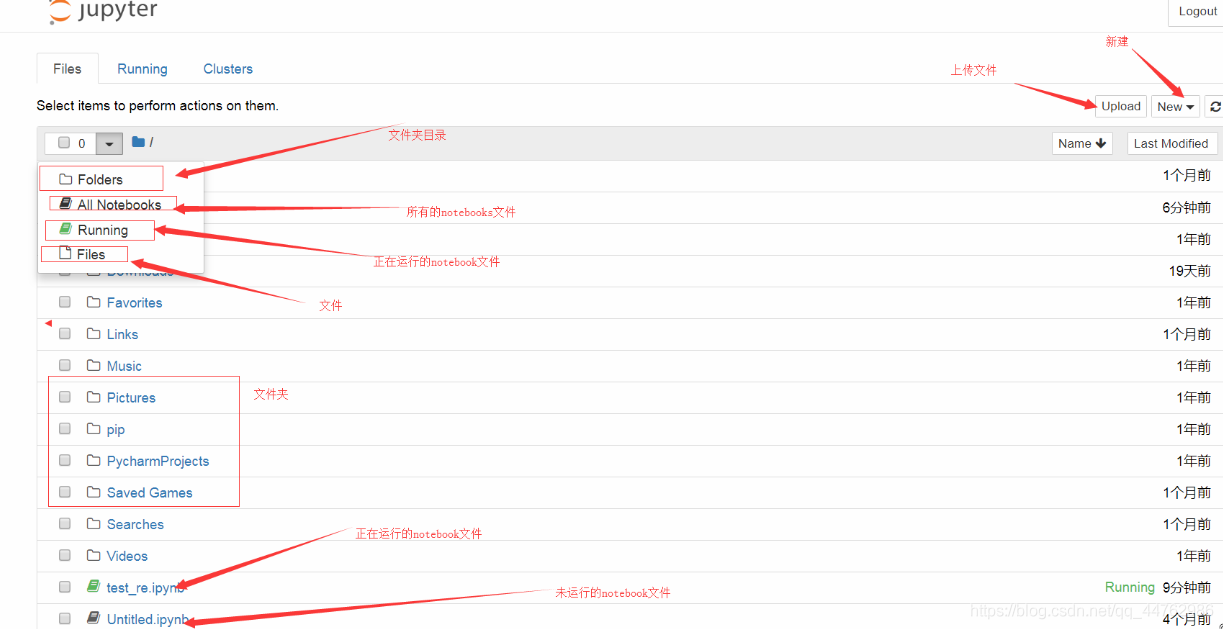 jupyter
Logout
新建
Files Running Clusters
上传文件
Select items to perform actions on them.
Upload New
0 /
文件夹目录
Name Last Modified
Folders
1个月前
All Notebooks
所有的notebooks文件
6分钟前
Running
1年前
Files
正在运行的notebook文件
Downloads
19天前
Favorites
文件
1年前
Links
1个月前
Music
1年前
Pictures
文件夹
1年前
pip
1年前
PycharmProjects
1年前
Saved Games
1个月前
Searches
1个月前
正在运行的notebook文件
Videos
1年前
test_re.ipynb
Running 9分钟前
未运行的notebook文件
Untitled.ipynb
4个月前